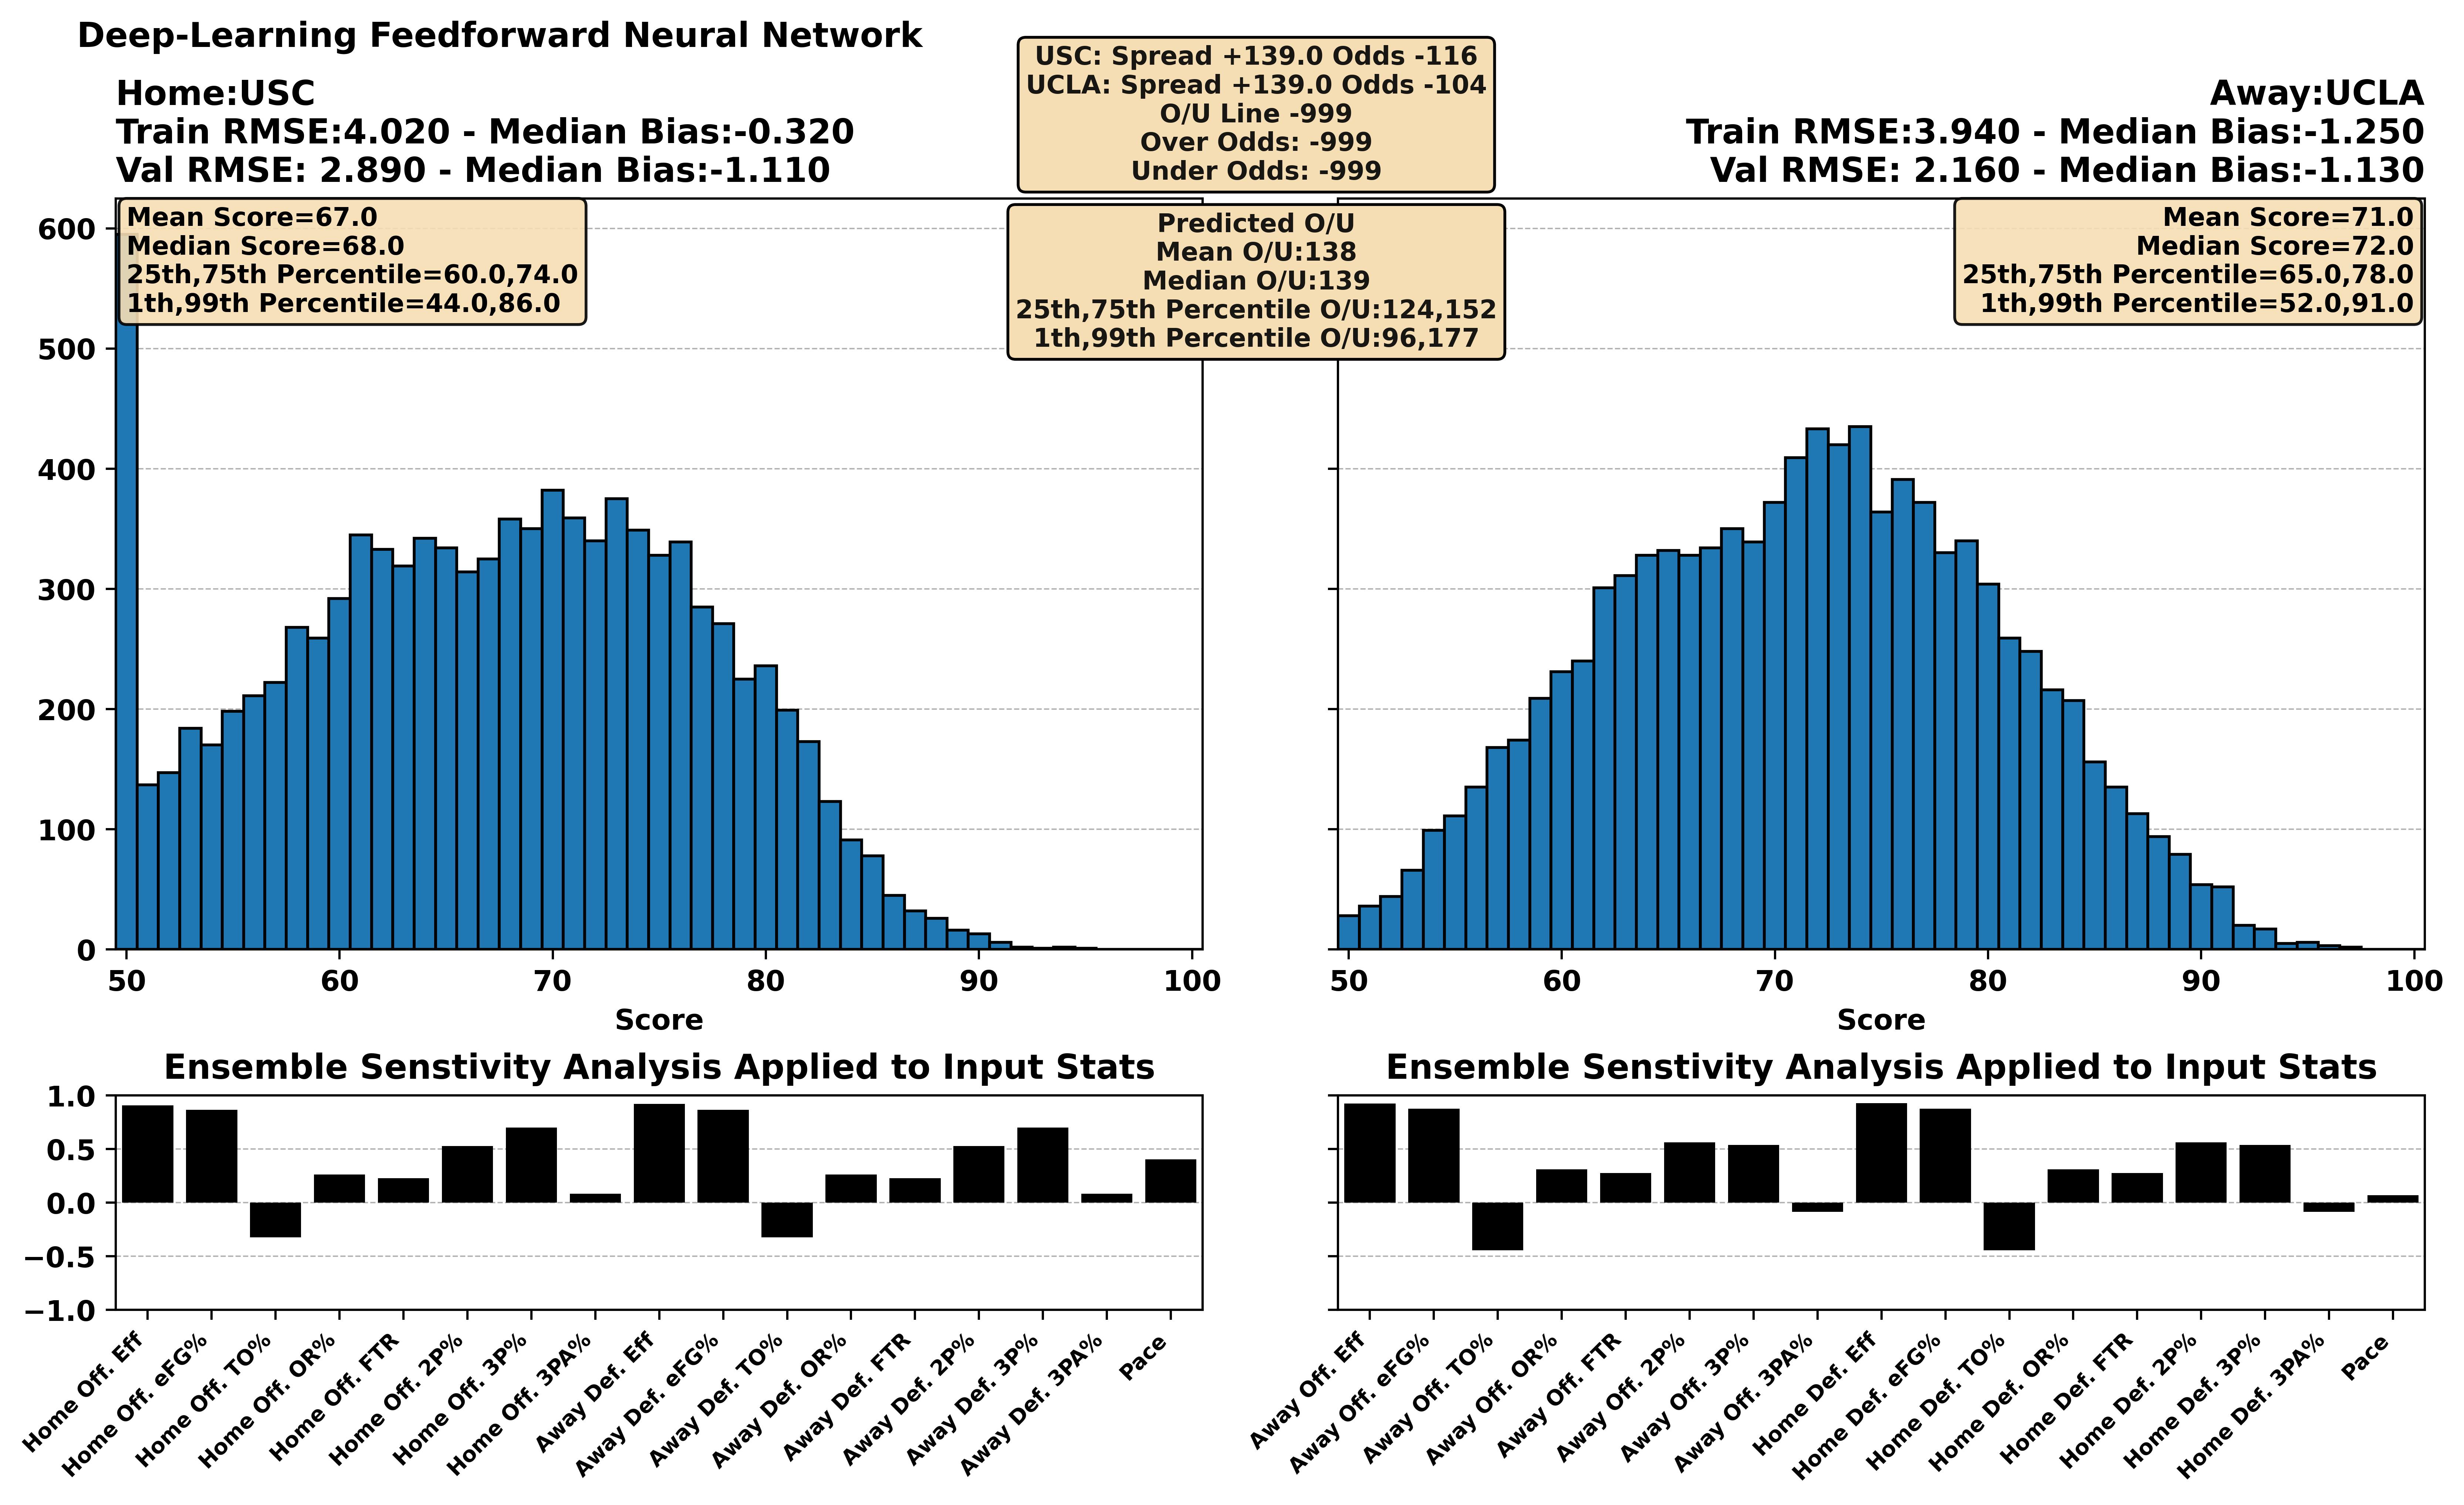 Deep-Learning Feedforward Neural Network
Home:USC
Train RMSE:4.020 - Median Bias:-0.320
Val RMSE: 2.890 - Median Bias:-1.110
USC: Spread +139.0 Odds -116
UCLA: Spread +139.0 Odds -104
O/U Line -999
Over Odds: -999
Under Odds: -999
Away:UCLA
Train RMSE:3.940 - Median Bias:-1.250
Val RMSE: 2.160 - Median Bias:-1.130
Mean Score=67.0
Median Score=68.0
25th,75th Percentile=60.0,74.0
1th,99th Percentile=44.0,86.0
Predicted O/U
Mean O/U:138
Median O/U:139
25th,75th Percentile O/U:124,152
1th,99th Percentile O/U:96,177
Mean Score=71.0
Median Score=72.0
25th,75th Percentile=65.0,78.0
1th,99th Percentile=52.0,91.0
600
500
400
300
200
100
0
50 60 70 80 90 100
Score
50 60 70 80 90 100
Score
Ensemble Senstivity Analysis Applied to Input Stats
1.0
0.5
0.0
−0.5
−1.0
Home Off. Eff
Home Off. eFG%
Home Off. TO%
Home Off. OR%
Home Off. FTR
Home Off. 2P%
Home Off. 3P%
Home Off. 3PA%
Away Def. Eff
Away Def. eFG%
Away Def. TO%
Away Def. OR%
Away Def. FTR
Away Def. 2P%
Away Def. 3P%
Away Def. 3PA%
Pace
Ensemble Senstivity Analysis Applied to Input Stats
Away Off. Eff
Away Off. eFG%
Away Off. TO%
Away Off. OR%
Away Off. FTR
Away Off. 2P%
Away Off. 3P%
Away Off. 3PA%
Home Def. Eff
Home Def. eFG%
Home Def. TO%
Home Def. OR%
Home Def. FTR
Home Def. 2P%
Home Def. 3P%
Home Def. 3PA%
Pace